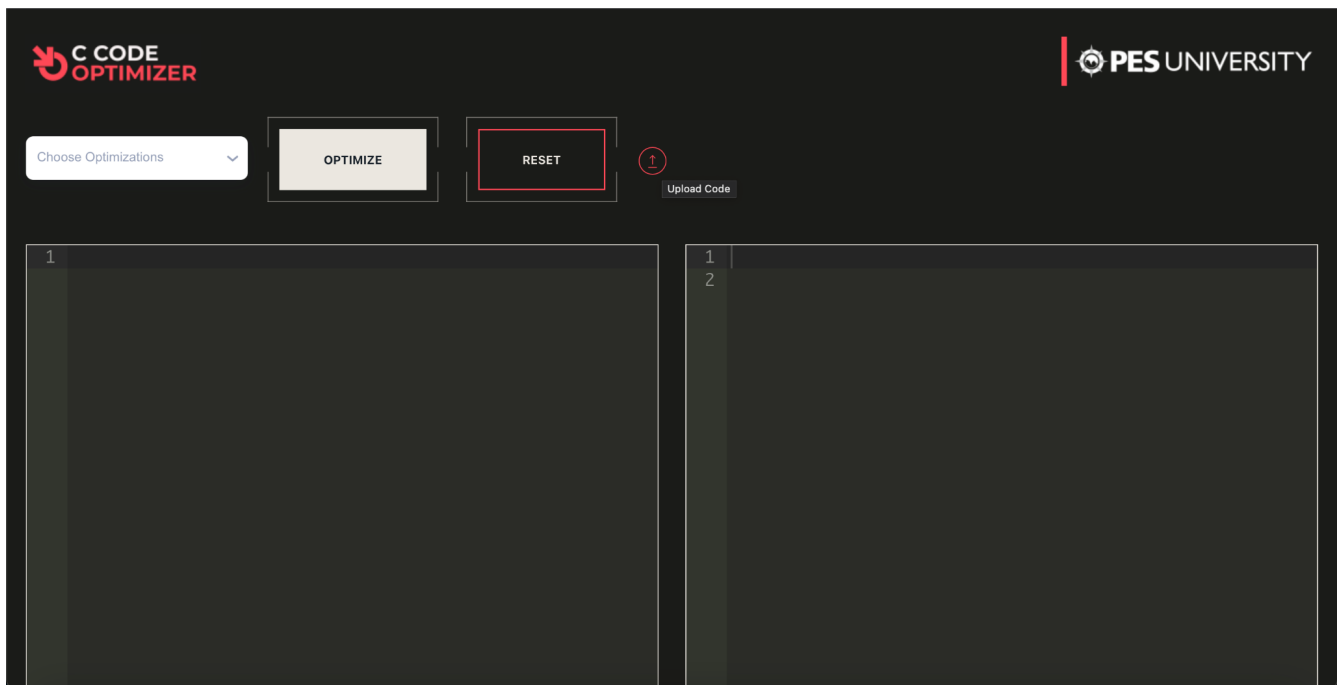 C CODE
OPTIMIZER
PES UNIVERSITY
Choose Optimizations
OPTIMIZE
RESET
Upload Code
1
1
2